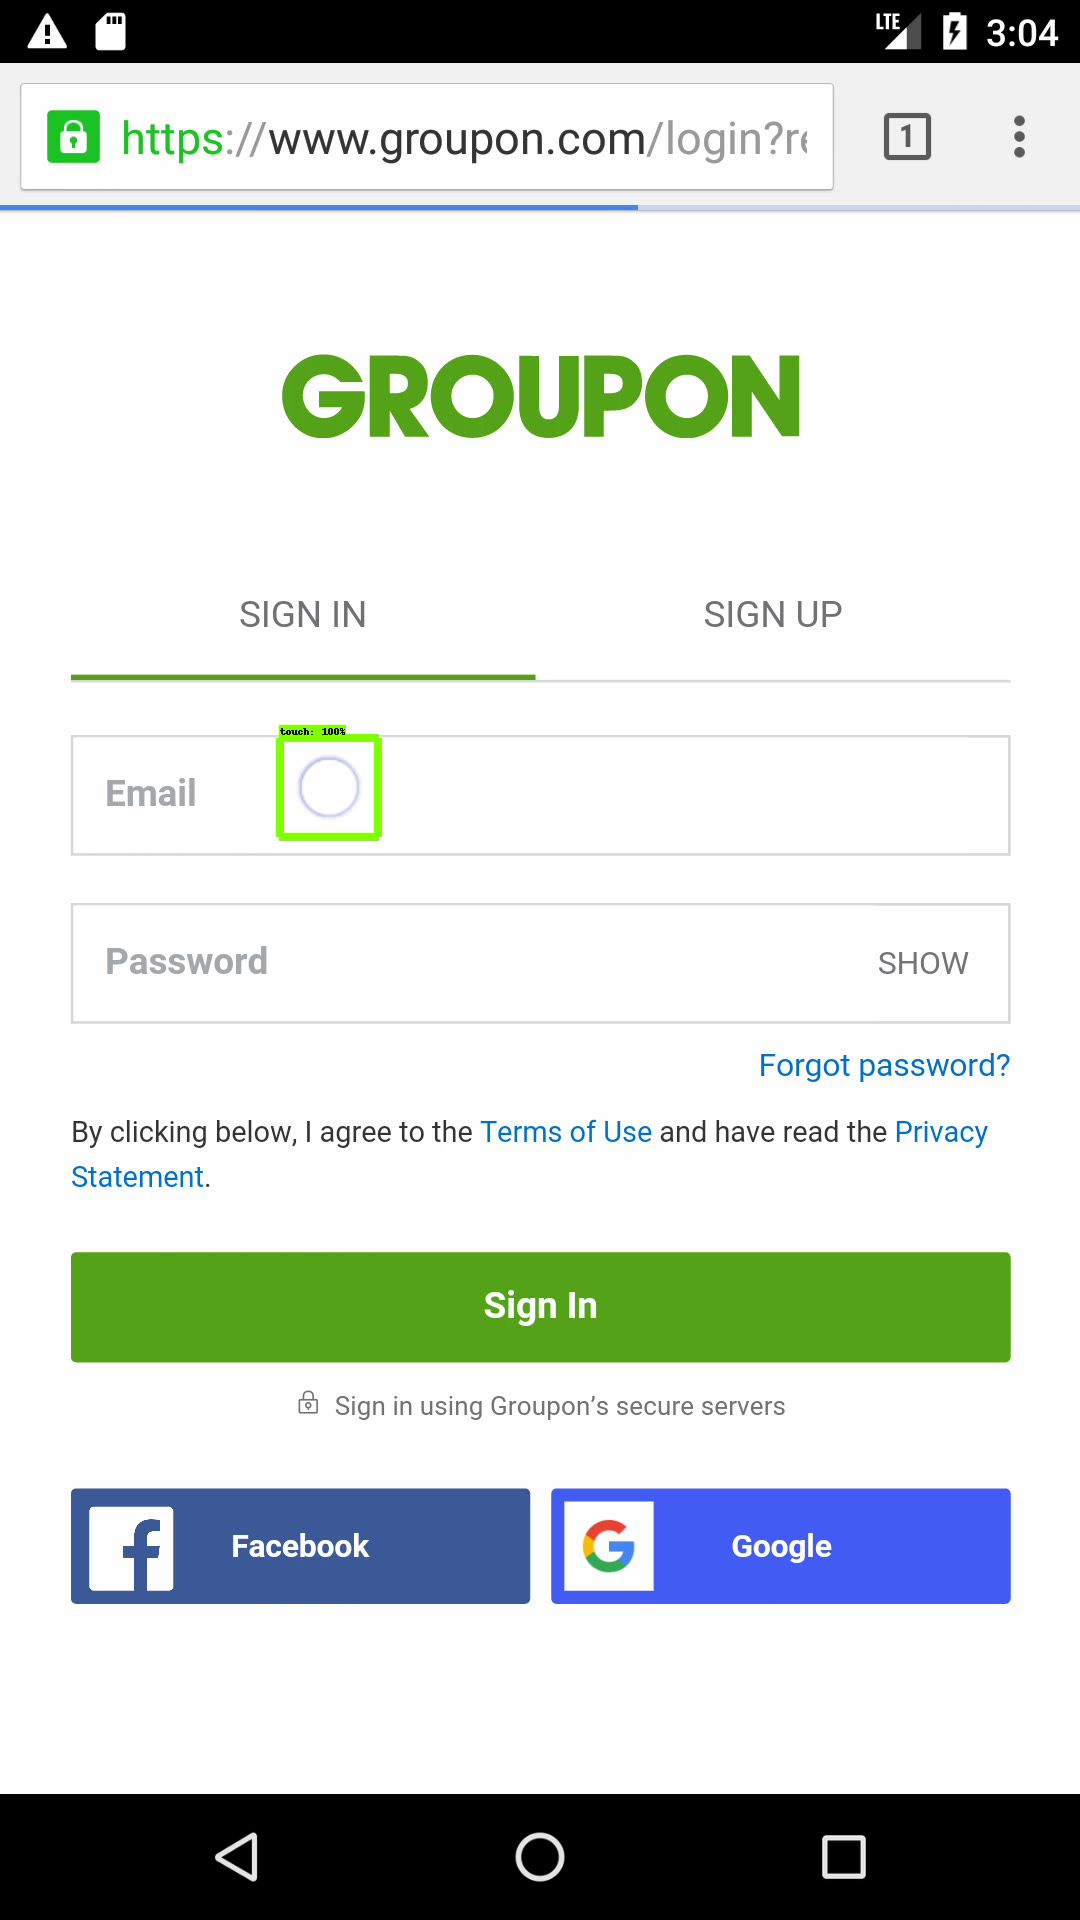 LTE 3:04
https://www.groupon.com/login?re
1
GROUPON
SIGN IN SIGN UP
touch: 100%
Email
Password SHOW
Forgot password?
By clicking below, I agree to the Terms of Use and have read the Privacy
Statement.
Sign In
Sign in using Groupon’s secure servers
Facebook Google